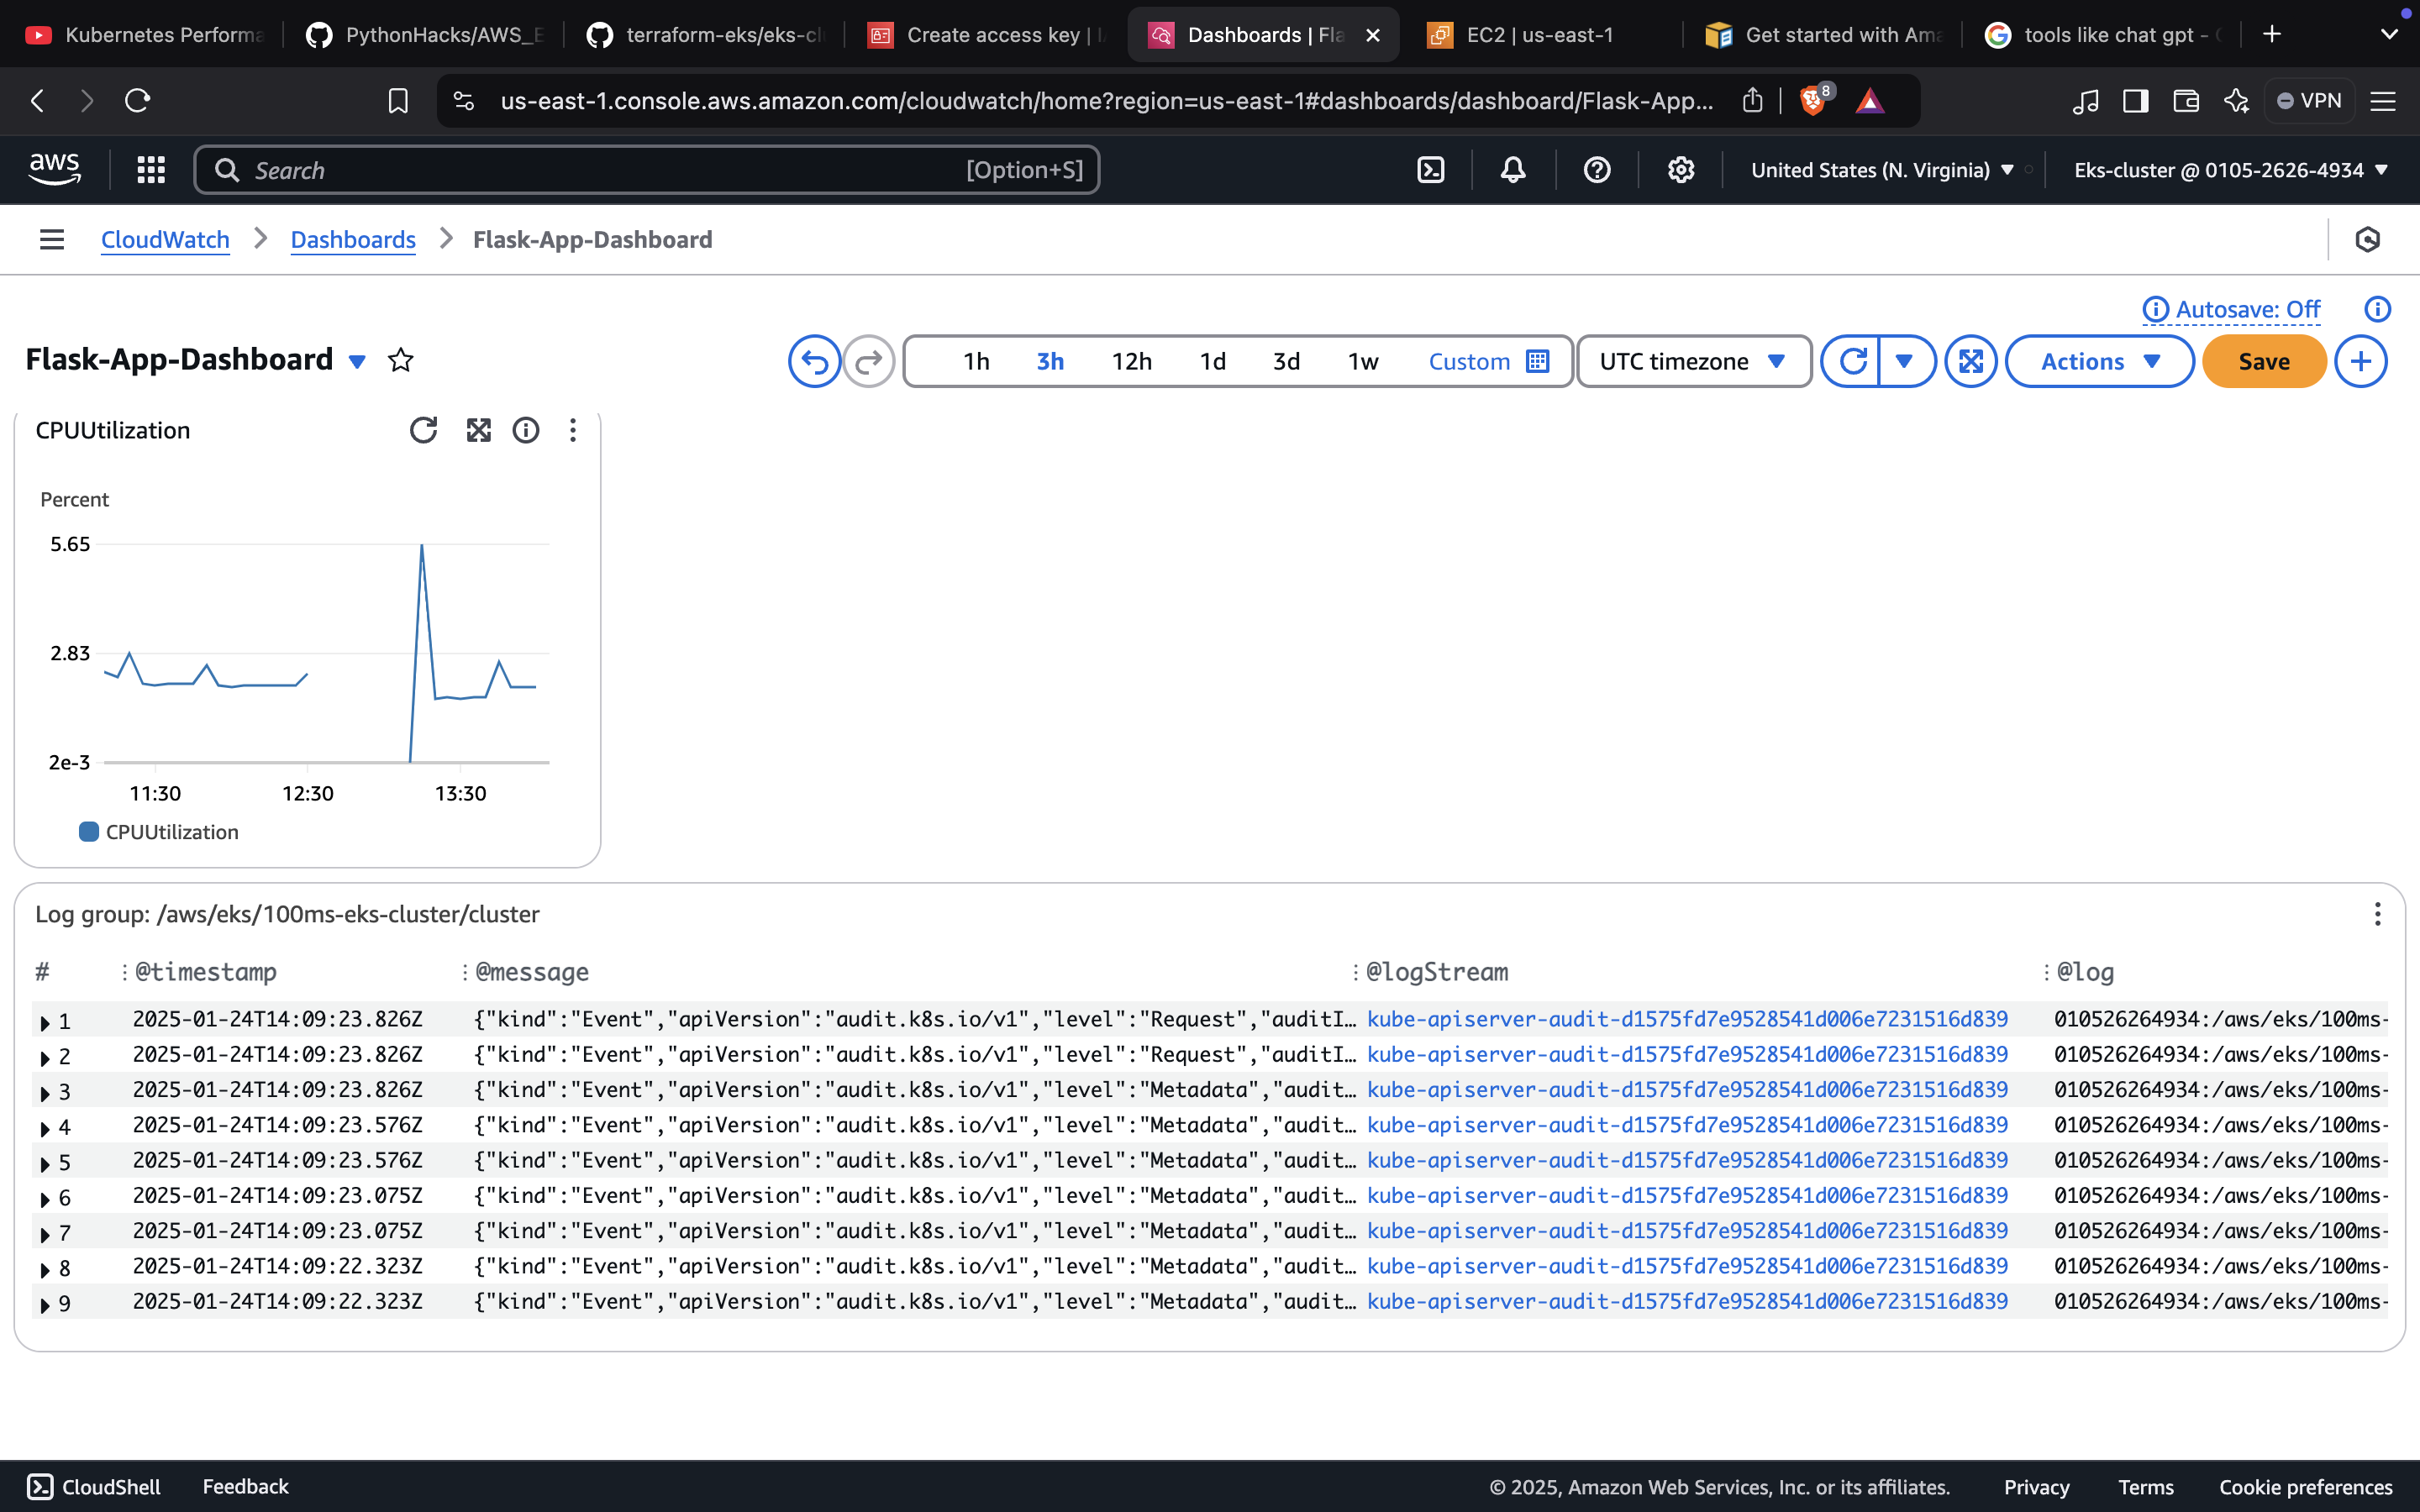 Kubernetes Performa
PythonHacks/AWS_E
terraform-eks/eks-cl
Create access key | I
Dashboards | Fla
EC2 | us-east-1
Get started with Ama
tools like chat gpt -
us-east-1.console.aws.amazon.com/cloudwatch/home?region=us-east-1#dashboards/dashboard/Flask-App...
8
VPN
aws
Search
[Option+S]
United States (N. Virginia)
Eks-cluster @ 0105-2626-4934
CloudWatch
Dashboards
Flask-App-Dashboard
Autosave: Off
Flask-App-Dashboard
1h 3h 12h 1d 3d 1w Custom
UTC timezone
Actions
Save
CPUUtilization
Percent
5.65
2.83
2e-3
11:30 12:30 13:30
CPUUtilization
Log group: /aws/eks/100ms-eks-cluster/cluster
# @timestamp @message @logStream @log
1 2025-01-24T14:09:23.826Z {"kind":"Event","apiVersion":"audit.k8s.io/v1","level":"Request","auditI… kube-apiserver-audit-d1575fd7e9528541d006e7231516d839 010526264934:/aws/eks/100ms-
2 2025-01-24T14:09:23.826Z {"kind":"Event","apiVersion":"audit.k8s.io/v1","level":"Request","auditI… kube-apiserver-audit-d1575fd7e9528541d006e7231516d839 010526264934:/aws/eks/100ms-
3 2025-01-24T14:09:23.826Z {"kind":"Event","apiVersion":"audit.k8s.io/v1","level":"Metadata","audit… kube-apiserver-audit-d1575fd7e9528541d006e7231516d839 010526264934:/aws/eks/100ms-
4 2025-01-24T14:09:23.576Z {"kind":"Event","apiVersion":"audit.k8s.io/v1","level":"Metadata","audit… kube-apiserver-audit-d1575fd7e9528541d006e7231516d839 010526264934:/aws/eks/100ms-
5 2025-01-24T14:09:23.576Z {"kind":"Event","apiVersion":"audit.k8s.io/v1","level":"Metadata","audit… kube-apiserver-audit-d1575fd7e9528541d006e7231516d839 010526264934:/aws/eks/100ms-
6 2025-01-24T14:09:23.075Z {"kind":"Event","apiVersion":"audit.k8s.io/v1","level":"Metadata","audit… kube-apiserver-audit-d1575fd7e9528541d006e7231516d839 010526264934:/aws/eks/100ms-
7 2025-01-24T14:09:23.075Z {"kind":"Event","apiVersion":"audit.k8s.io/v1","level":"Metadata","audit… kube-apiserver-audit-d1575fd7e9528541d006e7231516d839 010526264934:/aws/eks/100ms-
8 2025-01-24T14:09:22.323Z {"kind":"Event","apiVersion":"audit.k8s.io/v1","level":"Metadata","audit… kube-apiserver-audit-d1575fd7e9528541d006e7231516d839 010526264934:/aws/eks/100ms-
9 2025-01-24T14:09:22.323Z {"kind":"Event","apiVersion":"audit.k8s.io/v1","level":"Metadata","audit… kube-apiserver-audit-d1575fd7e9528541d006e7231516d839 010526264934:/aws/eks/100ms-
CloudShell Feedback © 2025, Amazon Web Services, Inc. or its affiliates. Privacy Terms Cookie preferences